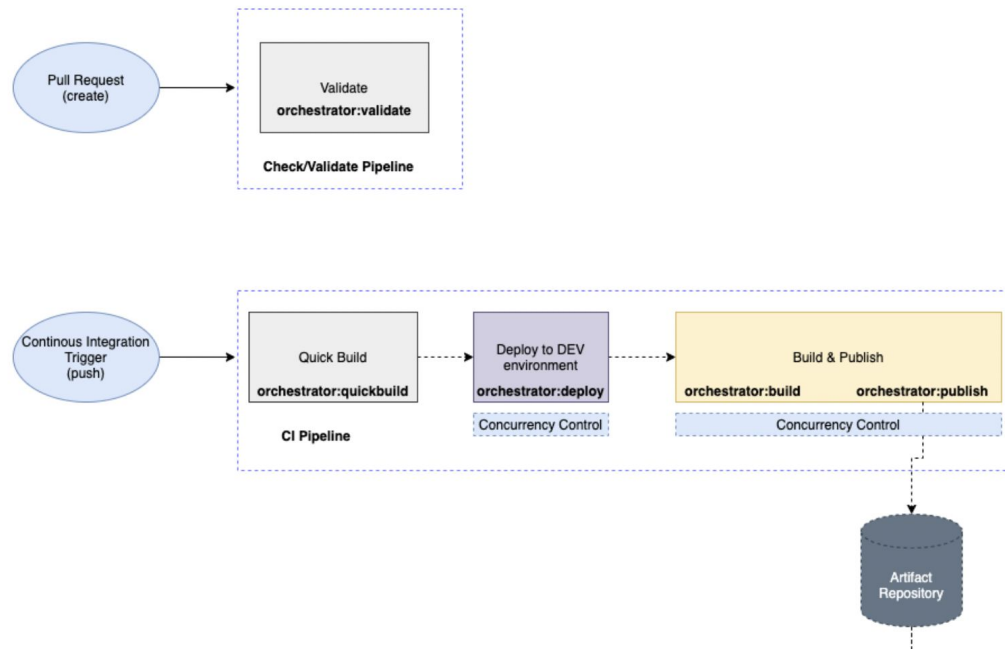 Pull Request
(create)
Validate
orchestrator:validate
Check/Validate Pipeline
Continous Integration
Trigger
(push)
Quick Build
orchestrator:quickbuild
CI Pipeline
Deploy to DEV
environment
orchestrator:deploy
Concurrency Control
Build & Publish
orchestrator:build
orchestrator:publish
Concurrency Control
Artifact
Repository